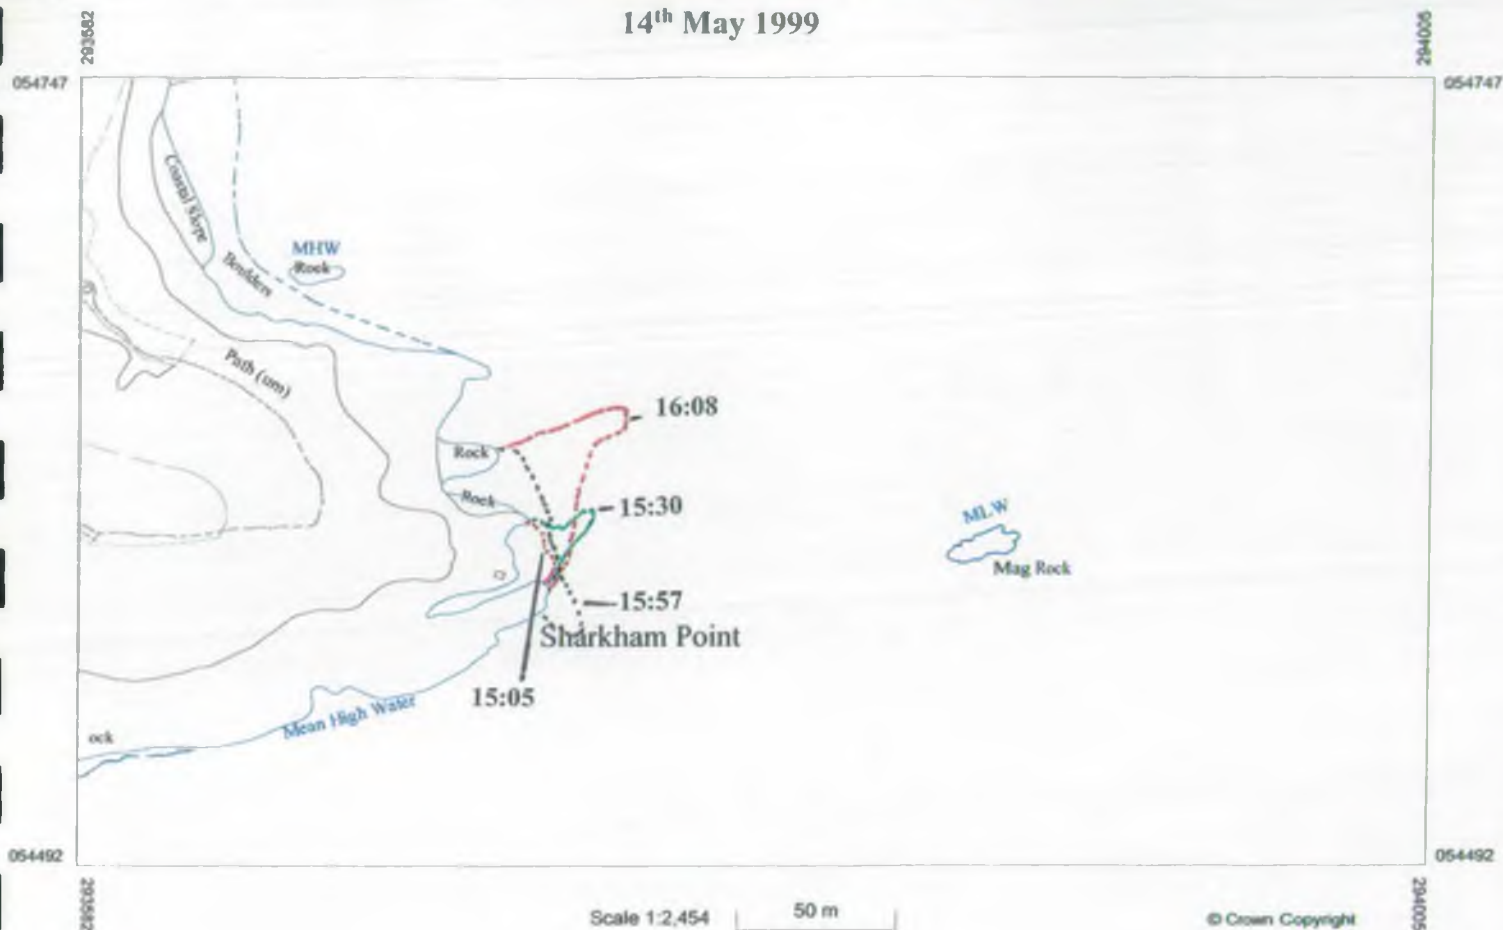 14th May 1999
293582
294005
054747
054747
Coastal Slope
MHW
Rock
Boulders
Path (um)
16:08
Rock
Rock
15:30
MLW
Mag Rock
15:57
Sharkham Point
15:05
Mean High Water
ock
054492
054492
293582
294005
Scale 1:2,454
50 m
© Crown Copyright